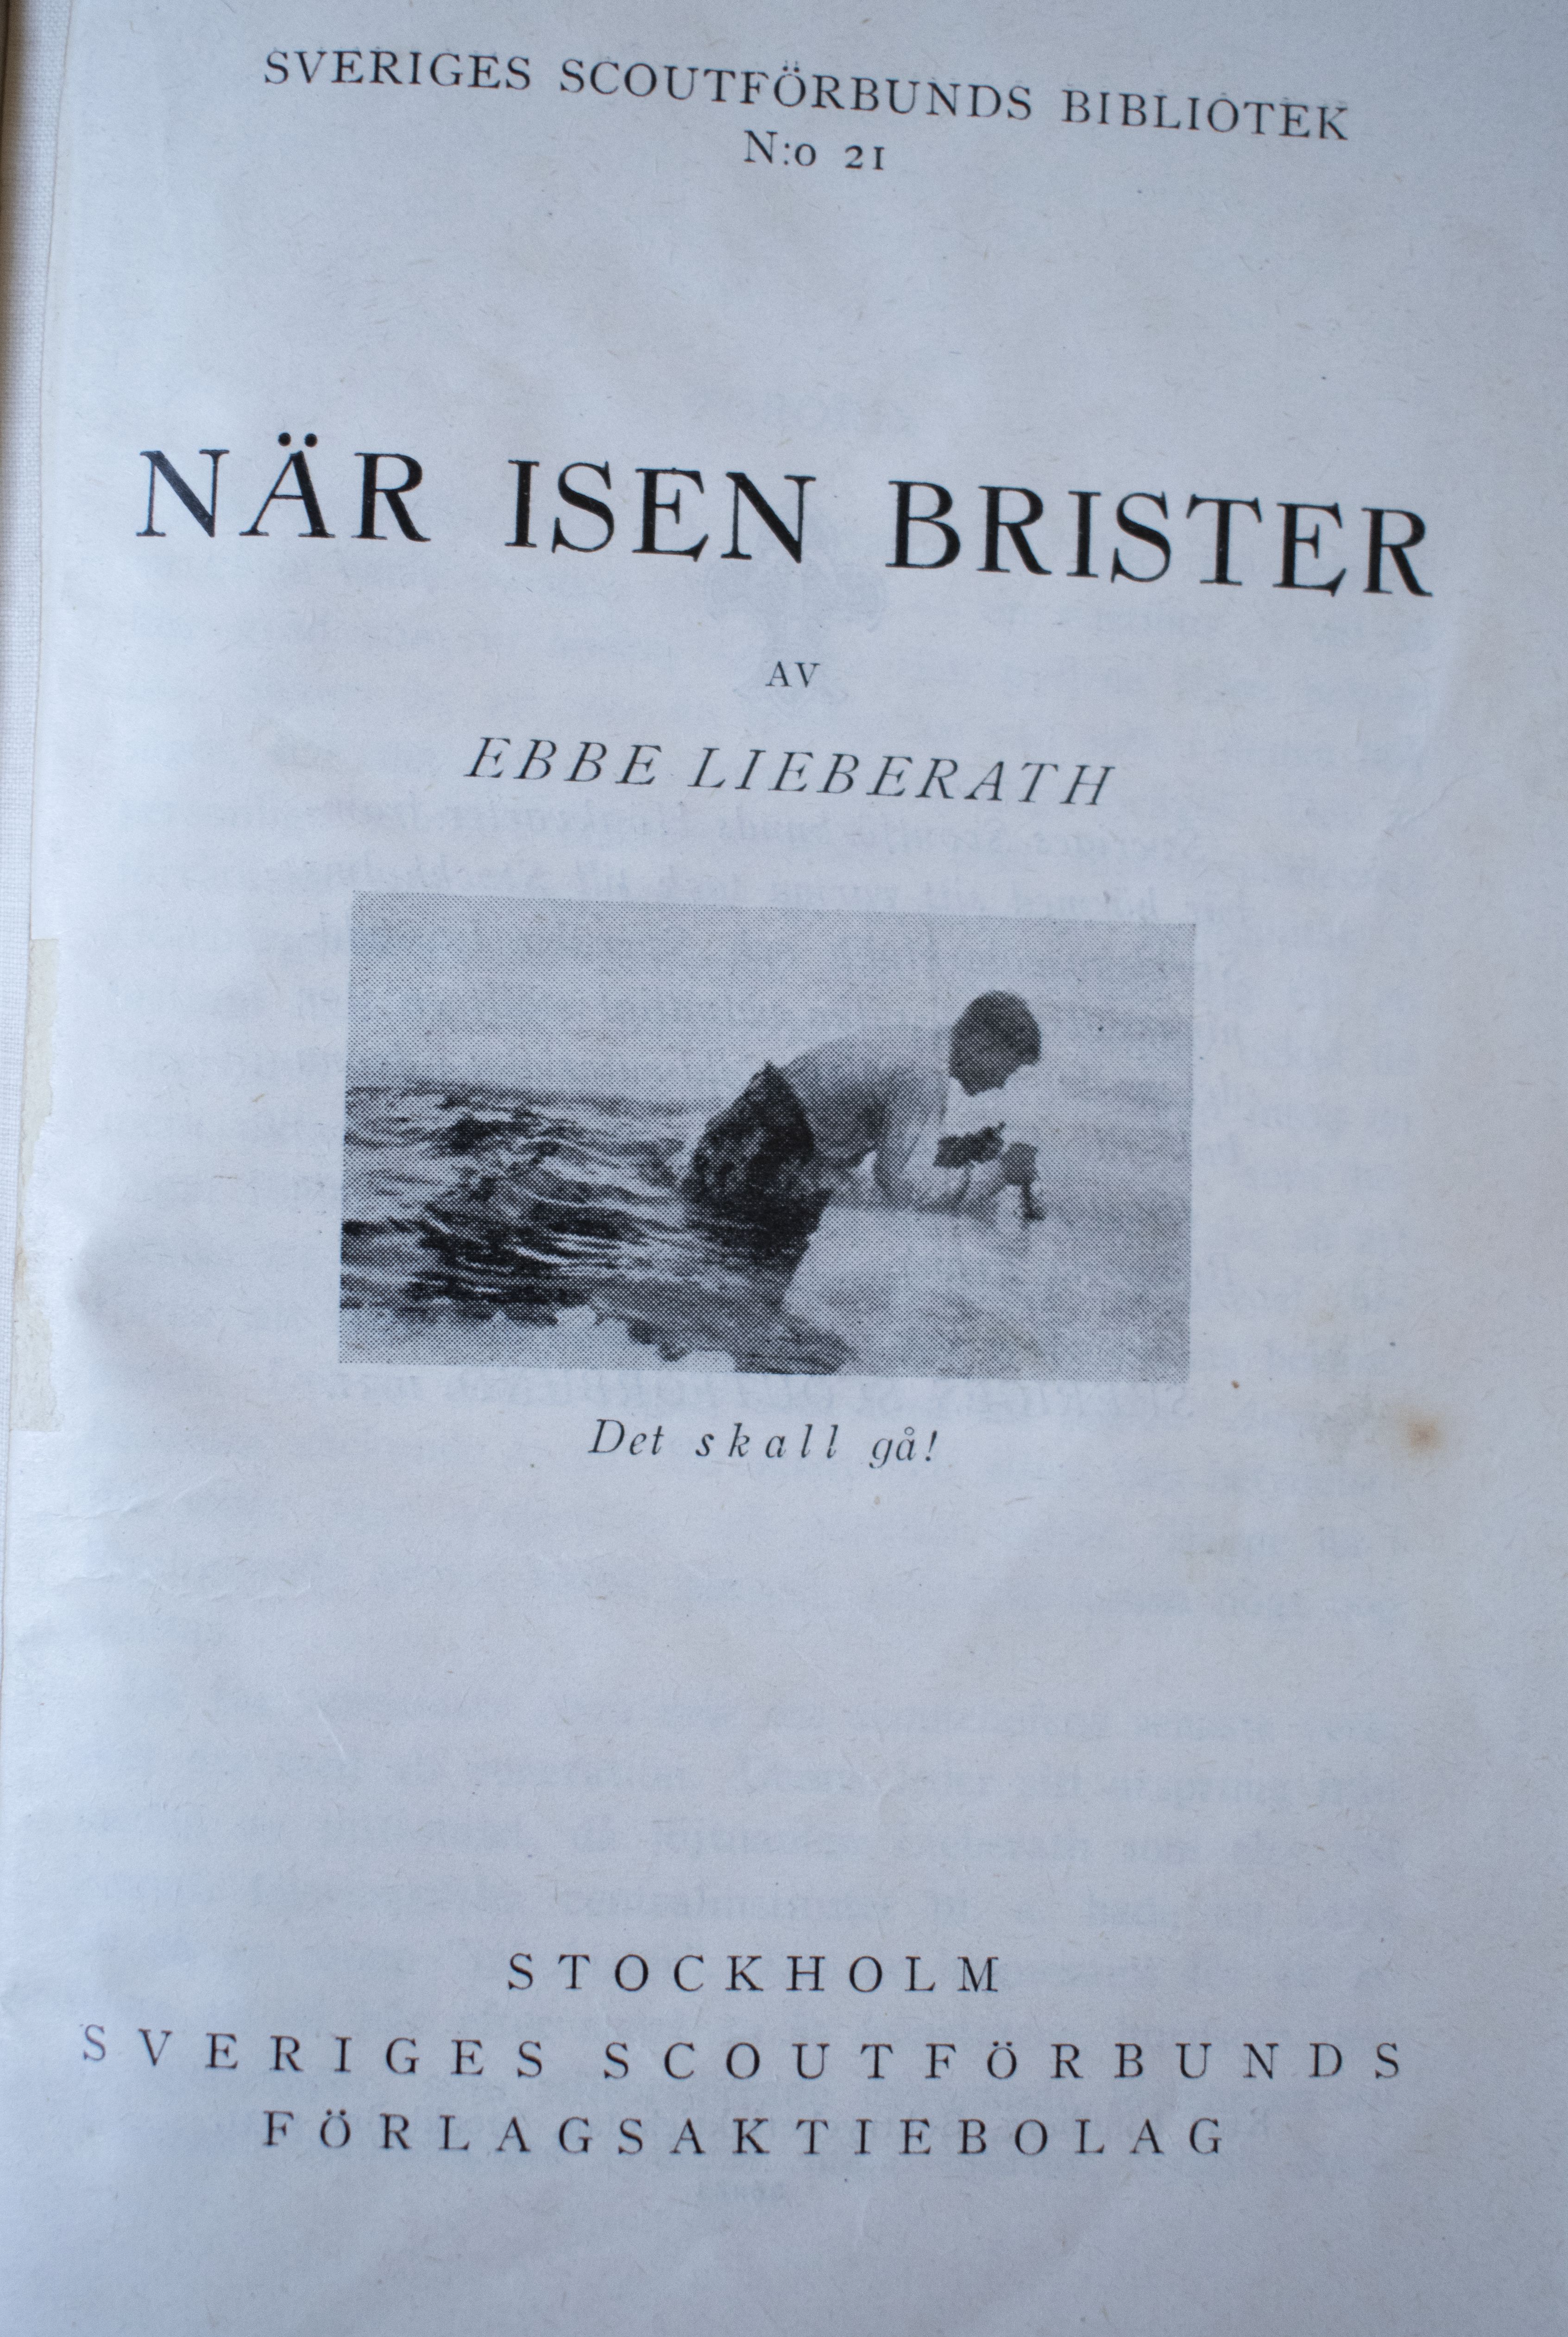 SVERIGES SCOUTFÖRBUNDS BIBLIOTEK
N:o 21
NÄR ISEN BRISTER
AV
EBBE LIEBERATH
Det skall gå!
STOCKHOLM
SVERIGES SCOUTFÖRBUNDS
FÖRLAGSAKTIEBOLAG